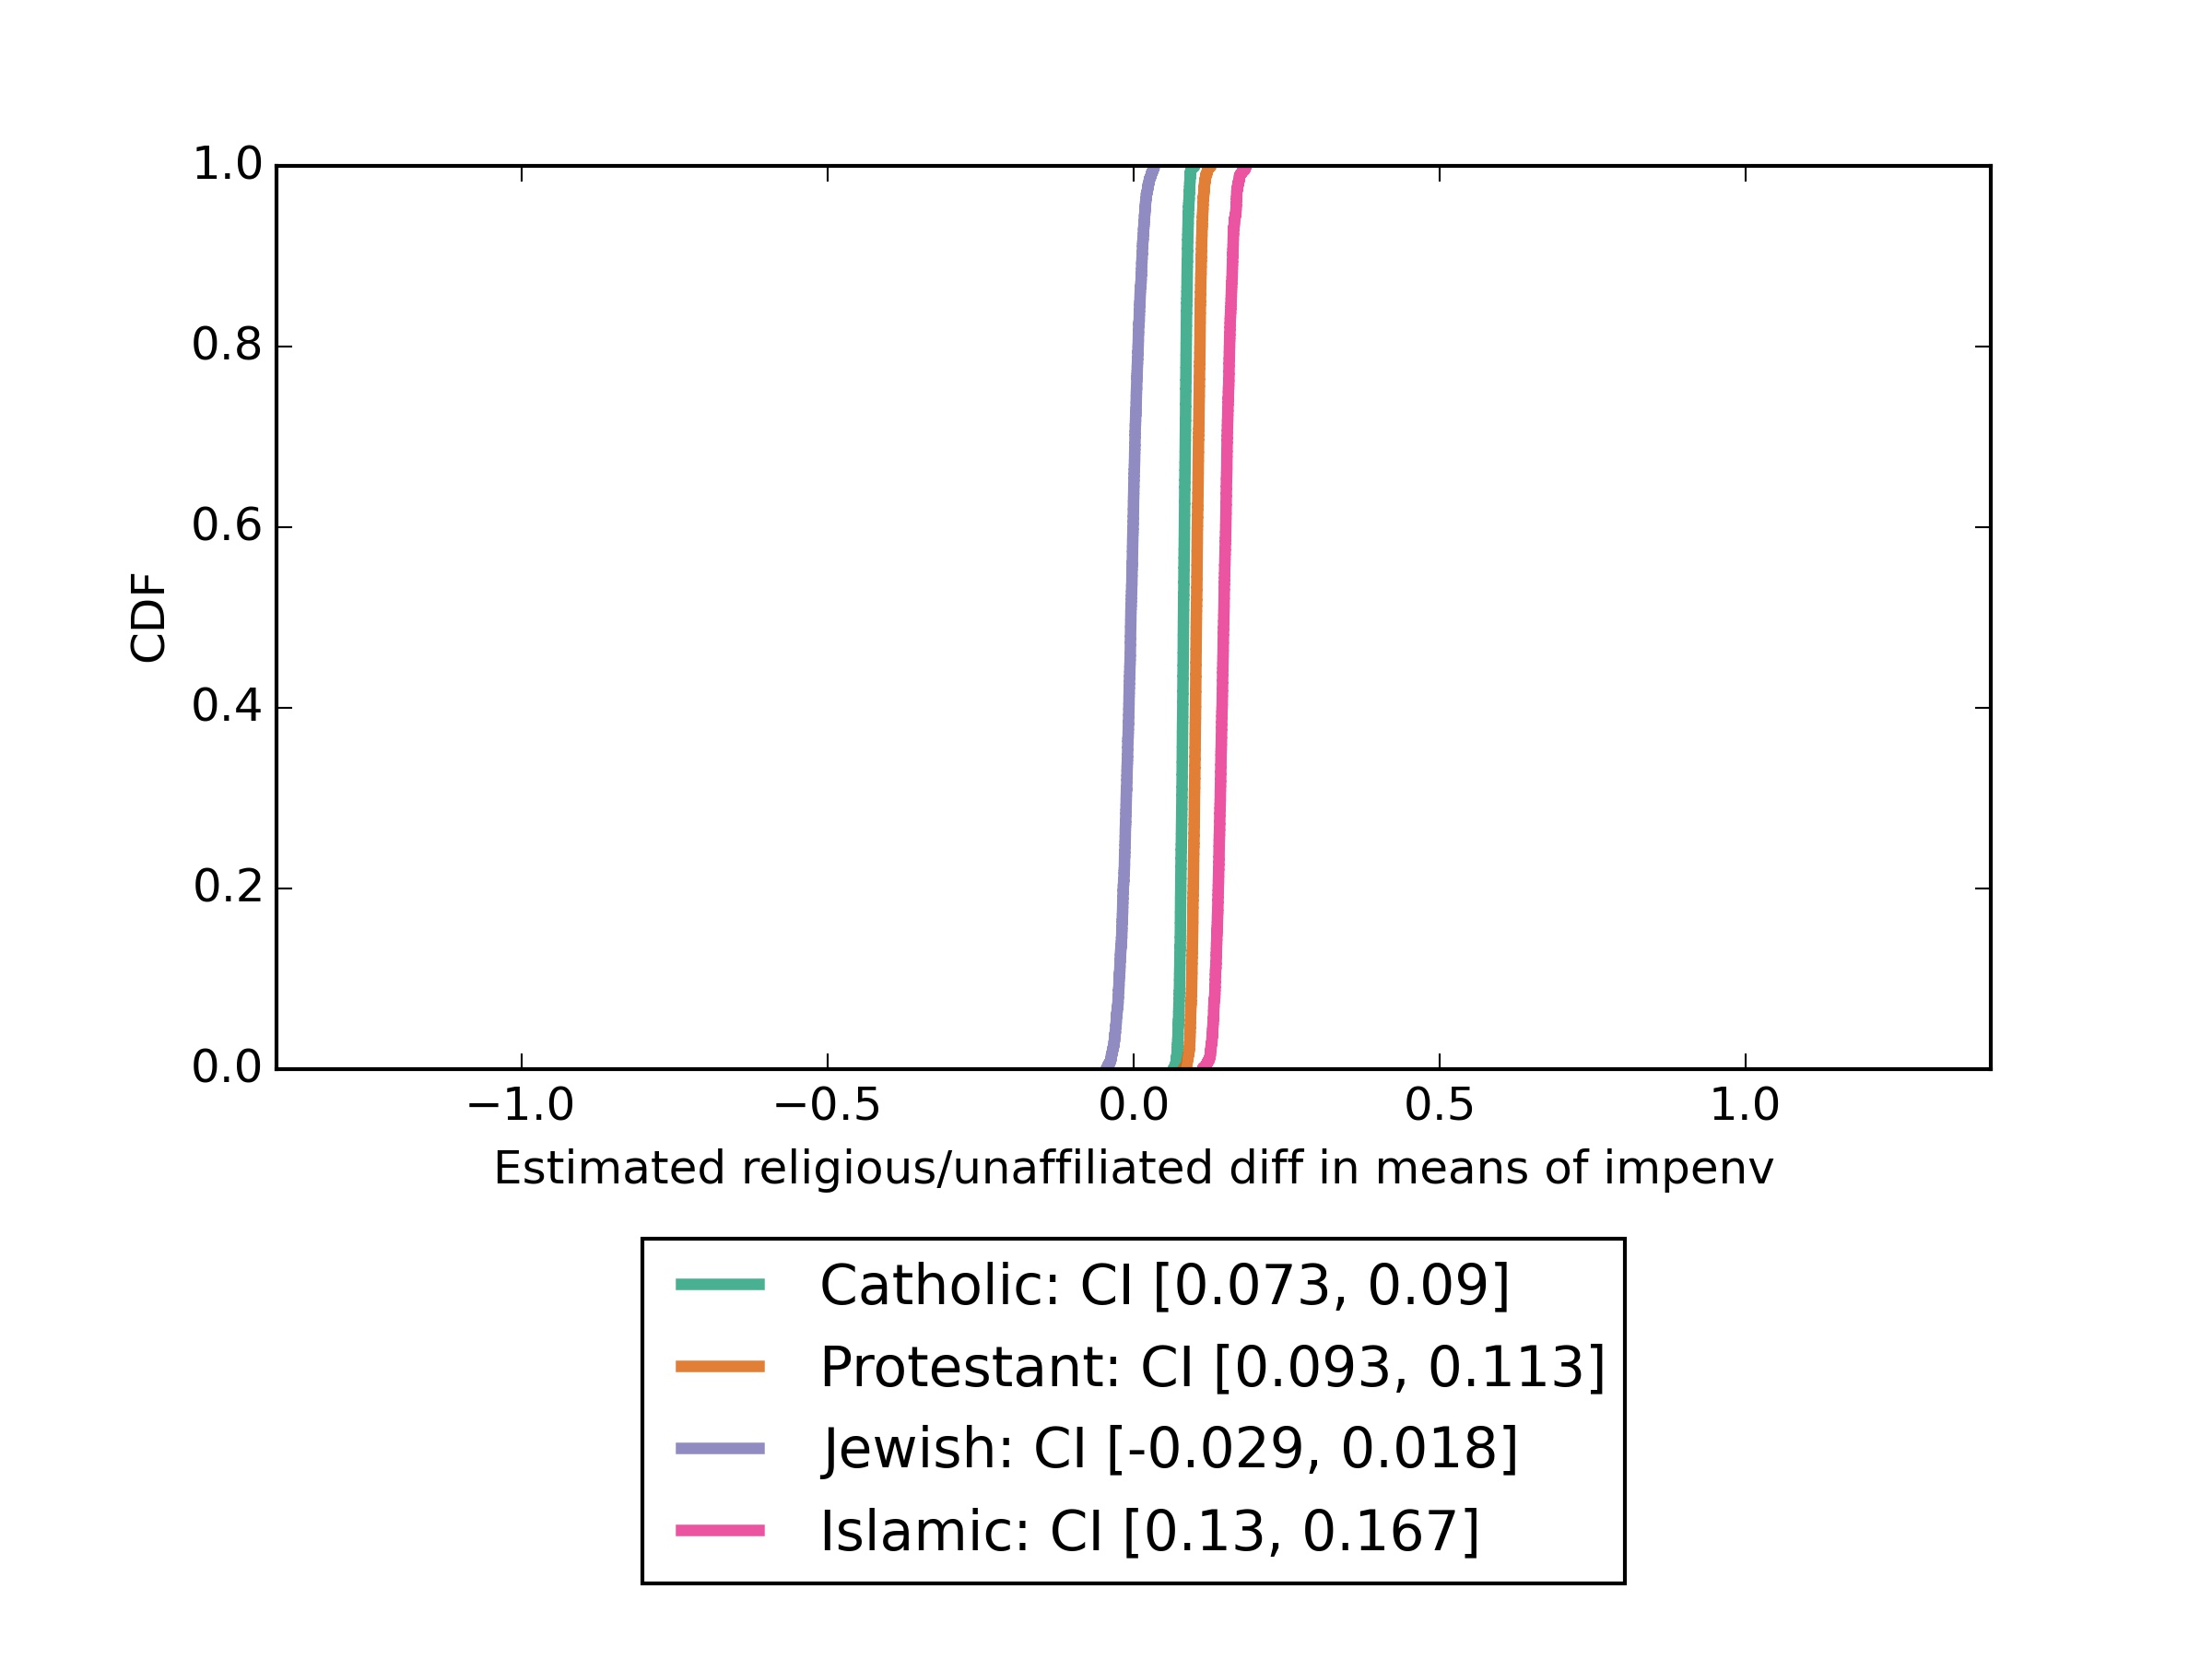 1.0
0.8
0.6
0.4
0.2
0.0
CDF
−1.0 −0.5 0.0 0.5 1.0
Estimated religious/unaffiliated diff in means of impenv
Catholic: CI [0.073, 0.09]
Protestant: CI [0.093, 0.113]
Jewish: CI [-0.029, 0.018]
Islamic: CI [0.13, 0.167]